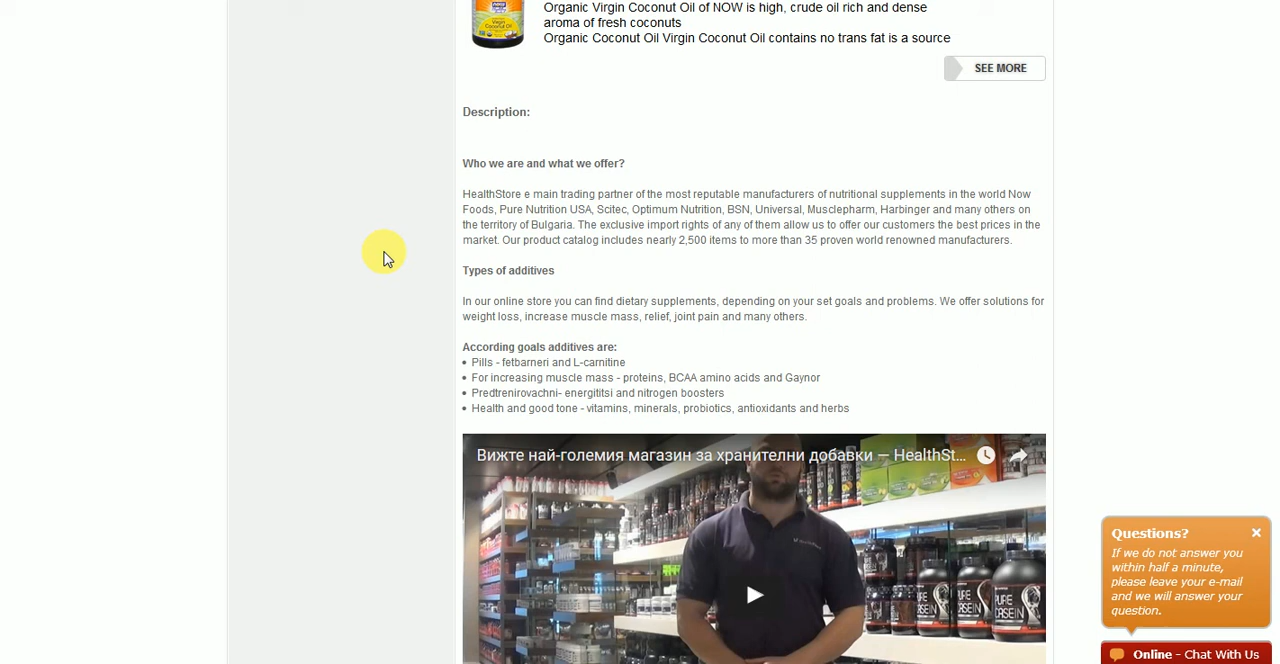 Organic Virgin Coconut Oil of NOW is high, crude oil rich and dense
aroma of fresh coconuts
Organic Coconut Oil Virgin Coconut Oil contains no trans fat is a source
SEE MORE
Description:
Who we are and what we offer?
HealthStore e main trading partner of the most reputable manufacturers of nutritional supplements in the world Now
Foods, Pure Nutrition USA, Scitec, Optimum Nutrition, BSN, Universal, Musclepharm, Harbinger and many others on
the territory of Bulgaria. The exclusive import rights of any of them allow us to offer our customers the best prices in the
market. Our product catalog includes nearly 2,500 items to more than 35 proven world renowned manufacturers.
Types of additives
In our online store you can find dietary supplements, depending on your set goals and problems. We offer solutions for
weight loss, increase muscle mass, relief, joint pain and many others.
According goals additives are:
• Pills - fetbarneri and L-carnitine
• For increasing muscle mass - proteins, BCAA amino acids and Gaynor
• Predtrenirovachni- energititsi and nitrogen boosters
• Health and good tone - vitamins, minerals, probiotics, antioxidants and herbs
Вижте най-големия магазин за хранителни добавки — HealthSt...
PURE
CASEIN
PURE
CASEIN
Questions?
If we do not answer you
within half a minute,
please leave your e-mail
and we will answer your
question.
Online - Chat With Us